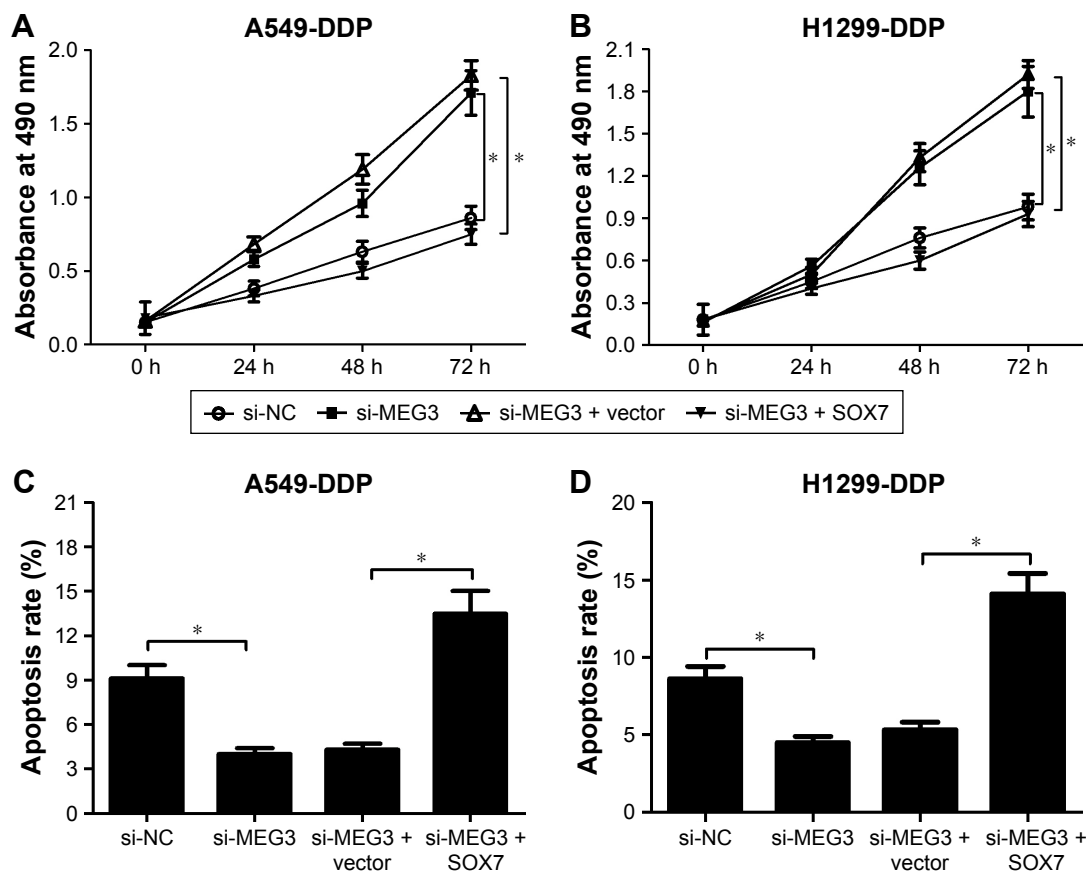 A
A549-DDP
Absorbance at 490 nm
2.0
1.5
1.0
0.5
0.0
0 h 24 h 48 h 72 h
* *
B
H1299-DDP
Absorbance at 490 nm
2.1
1.8
1.5
1.2
0.9
0.6
0.3
0.0
0 h 24 h 48 h 72 h
* *
si-NC si-MEG3 si-MEG3 + vector si-MEG3 + SOX7
C
A549-DDP
Apoptosis rate (%)
21
18
15
12
9
6
3
0
*
*
si-NC si-MEG3 si-MEG3 + si-MEG3 +
vector SOX7
D
H1299-DDP
Apoptosis rate (%)
20
15
10
5
0
*
*
si-NC si-MEG3 si-MEG3 + si-MEG3 +
vector SOX7